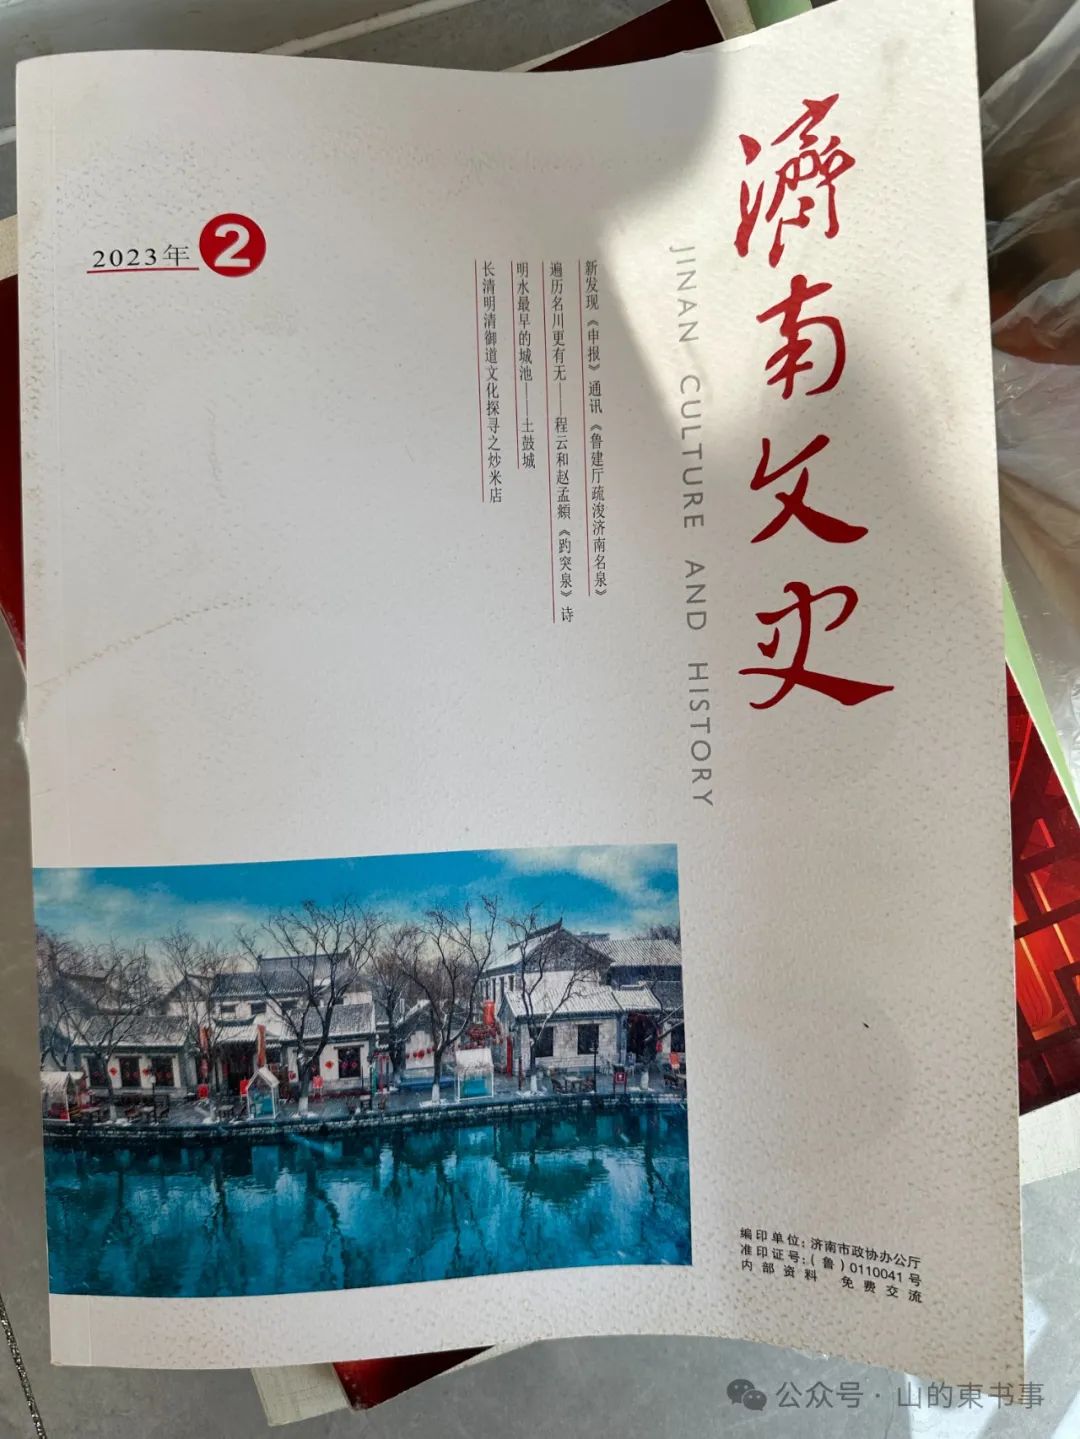 濟南文史
JINAN CULTURE AND HISTORY
2023年 2
新发现《申报》通讯《鲁建厅疏浚济南名泉》
遍历名川更有无——程云和赵孟頫《趵突泉》诗
明水最早的城池——土鼓城
长清明清御道文化探寻之炒米店
编印单位：济南市政协办公厅
准印证号：（鲁）0110041号
内部资料 免费交流
公众号·山的東书事